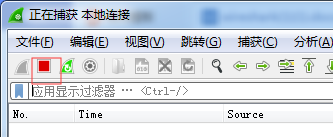 正在捕获 本地连接
文件(F) 编辑(E) 视图(V) 跳转(G) 捕获(C) 分析(A)
应用显示过滤器 … <Ctrl-/>
No. Time Source